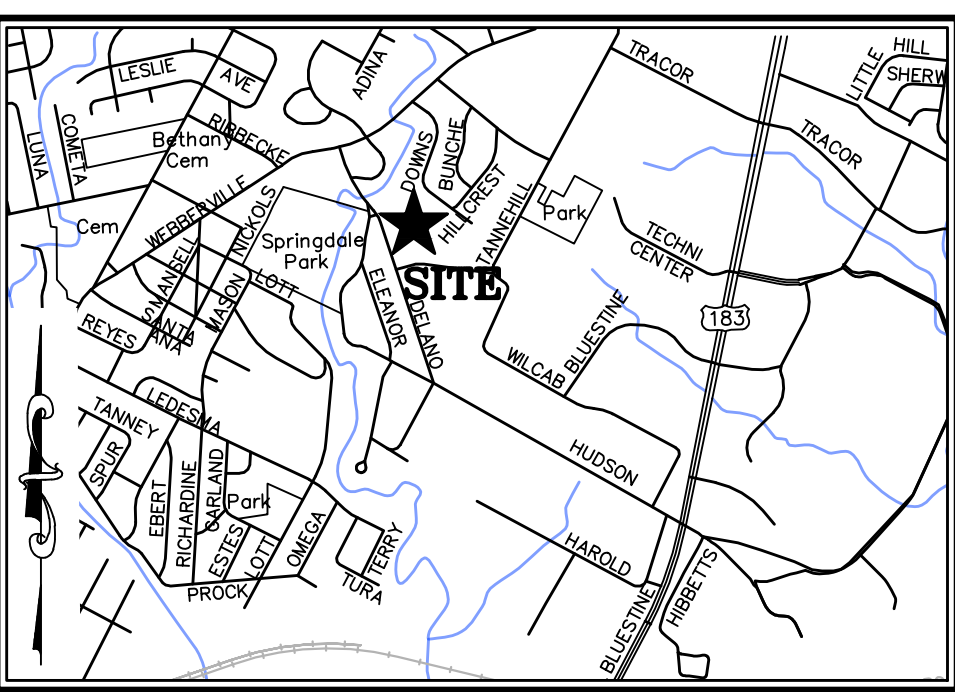 HILL
LITTLE
SHERW
TRACOR
ADINA
LESLIE
AVE
TRACOR
RIBBECKE
COMETA
LUNA
Bethany
Cem
DOWNS
BUNCHE
HILLCREST
WEBBERVILLE
NICKOLS
TANNEHILL
Park
Cem
Springdale
Park
TECHNI
CENTER
SMANSELL
LOTT
MASON
ELEANOR
SITE
DELANO
BLUESTINE
183
REYES
SANTA
ANA
WILCAB
LEDESMA
TANNEY
HUDSON
SPUR
EBERT
RICHARDINE
GARLAND
Park
ESTES
LOTT
OMEGA
TERRY
TURA
HAROLD
PROCK
BLUESTINE
HIBBETTS